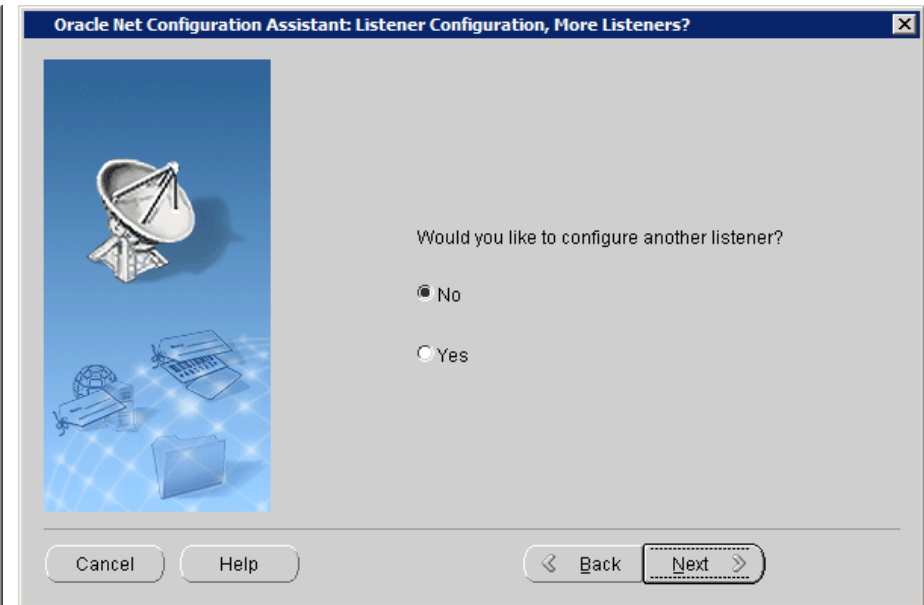 Oracle Net Configuration Assistant: Listener Configuration, More Listeners?
Would you like to configure another listener?
No
Yes
Cancel Help Back Next